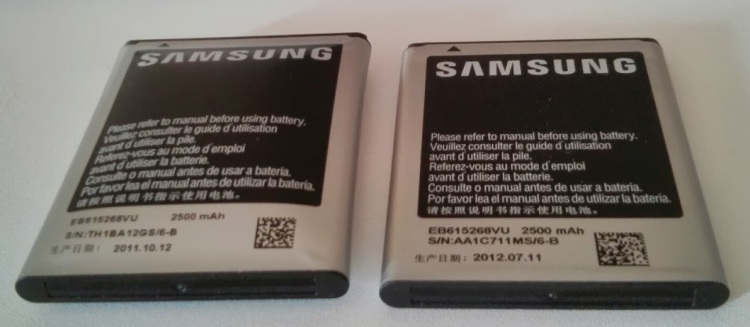 SAMSUNG
Please refer to manual before using battery.
Veuillez consulter le guide d'utilisation
avant d'utiliser la pile.
Referez-vous au mode d'emploi
avant d'utiliser la batterie.
Consulte o manual antes de usar a bateria.
Por favor lea el manual antes de utilizar la batería.
请按照说明书指示使用电池。
EB615268VU 2500 mAh
S/N:TH1BA12GS/6-B
生产日期: 2011.10.12
SAMSUNG
Please refer to manual before using battery.
Veuillez consulter le guide d'utilisation
avant d'utiliser la pile.
Referez-vous au mode d'emploi
avant d'utiliser la batterie.
Consulte o manual antes de usar a bateria.
Por favor lea el manual antes de utilizar la batería.
请按照说明书指示使用电池。
EB615268VU 2500 mAh
S/N:AA1C711MS/6-B
生产日期: 2012.07.11